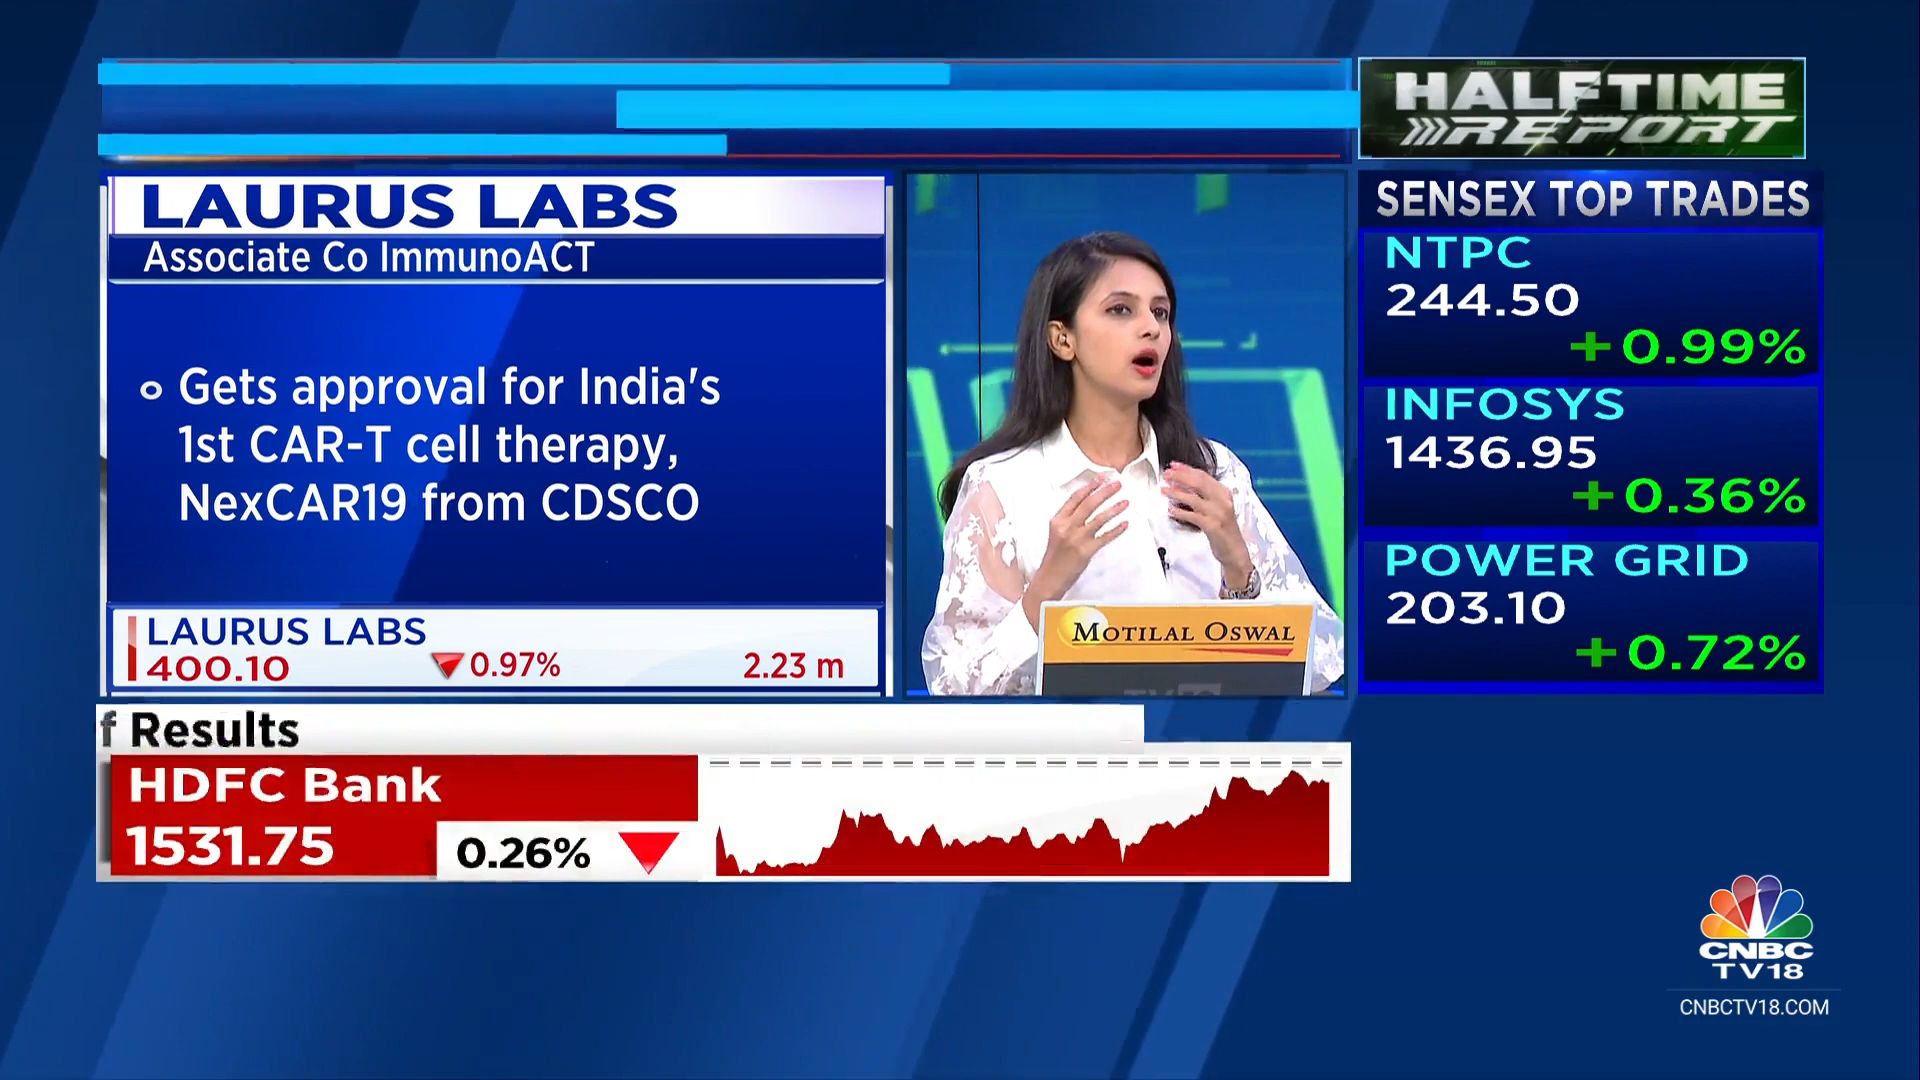 HALFTIME
REPORT
LAURUS LABS
Associate Co ImmunoACT
o Gets approval for India's
1st CAR-T cell therapy,
NexCAR19 from CDSCO
LAURUS LABS
400.10 ▼ 0.97% 2.23 m
MOTILAL OSWAL
SENSEX TOP TRADES
NTPC
244.50
+0.99%
INFOSYS
1436.95
+0.36%
POWER GRID
203.10
+0.72%
f Results
HDFC Bank
1531.75
0.26% ▼
CNBC
TV18
CNBCTV18.COM